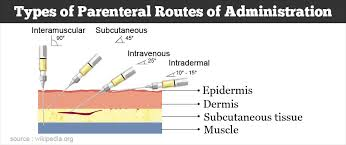 Types of Parenteral Routes of Administration
Interamuscular
90°
Subcutaneous
45°
Intravenous
25°
Intradermal
10° - 15°
Epidermis
Dermis
Subcutaneous tissue
Muscle
source : wikipedia.org